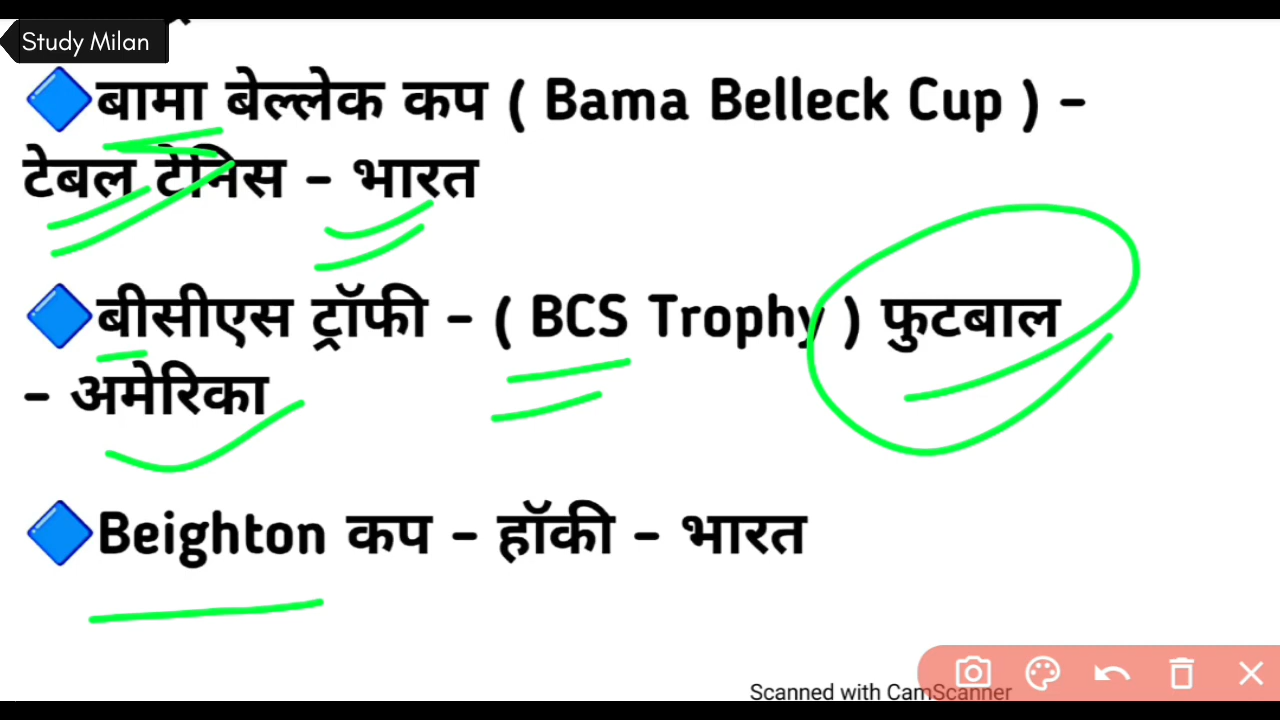 Study Milan
बामा बेल्लेक कप ( Bama Belleck Cup ) –
टेबल टेनिस – भारत
बीसीएस ट्रॉफी – ( BCS Trophy ) फुटबाल
– अमेरिका
Beighton कप – हॉकी – भारत
Scanned with CamScanner